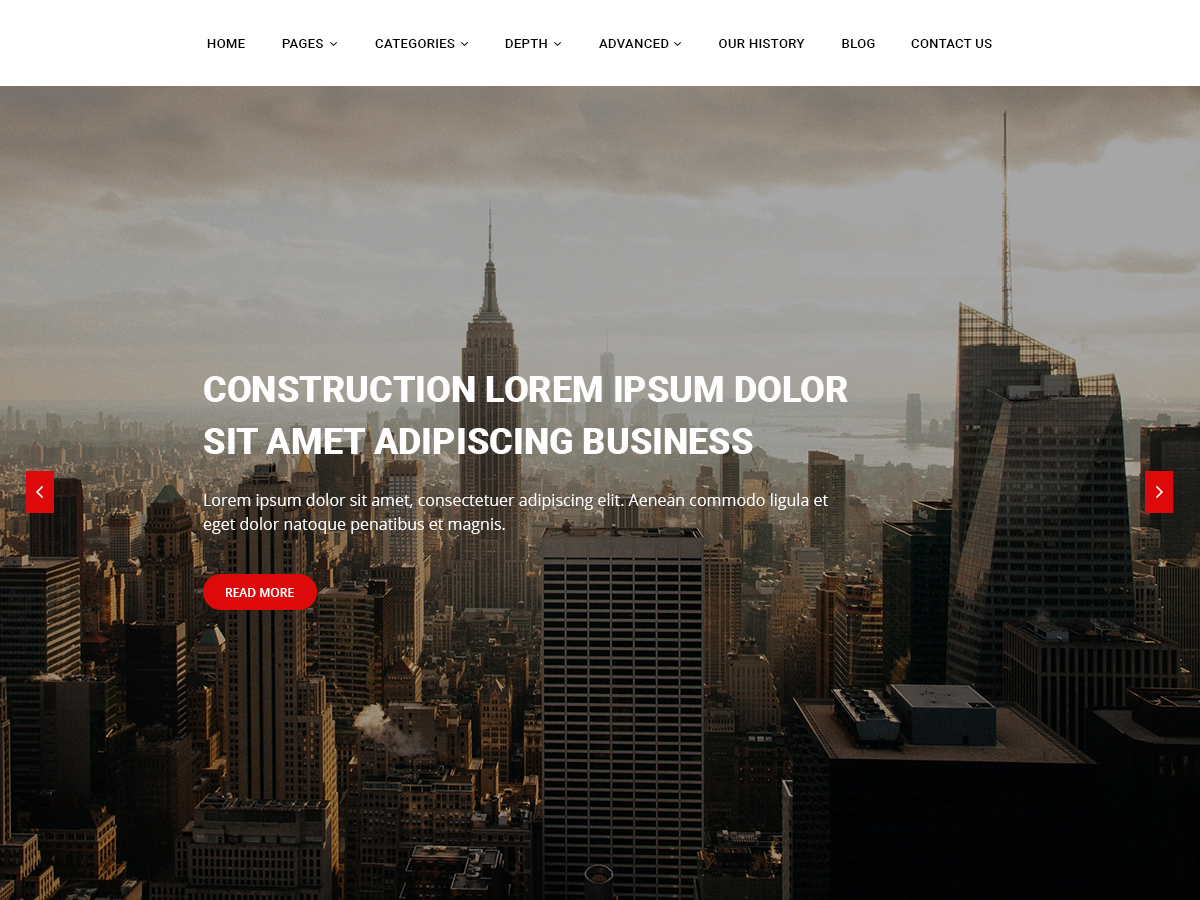 HOME PAGES CATEGORIES DEPTH ADVANCED OUR HISTORY BLOG CONTACT US
CONSTRUCTION LOREM IPSUM DOLOR
SIT AMET ADIPISCING BUSINESS
Lorem ipsum dolor sit amet, consectetuer adipiscing elit. Aenean commodo ligula et
eget dolor natoque penatibus et magnis.
READ MORE